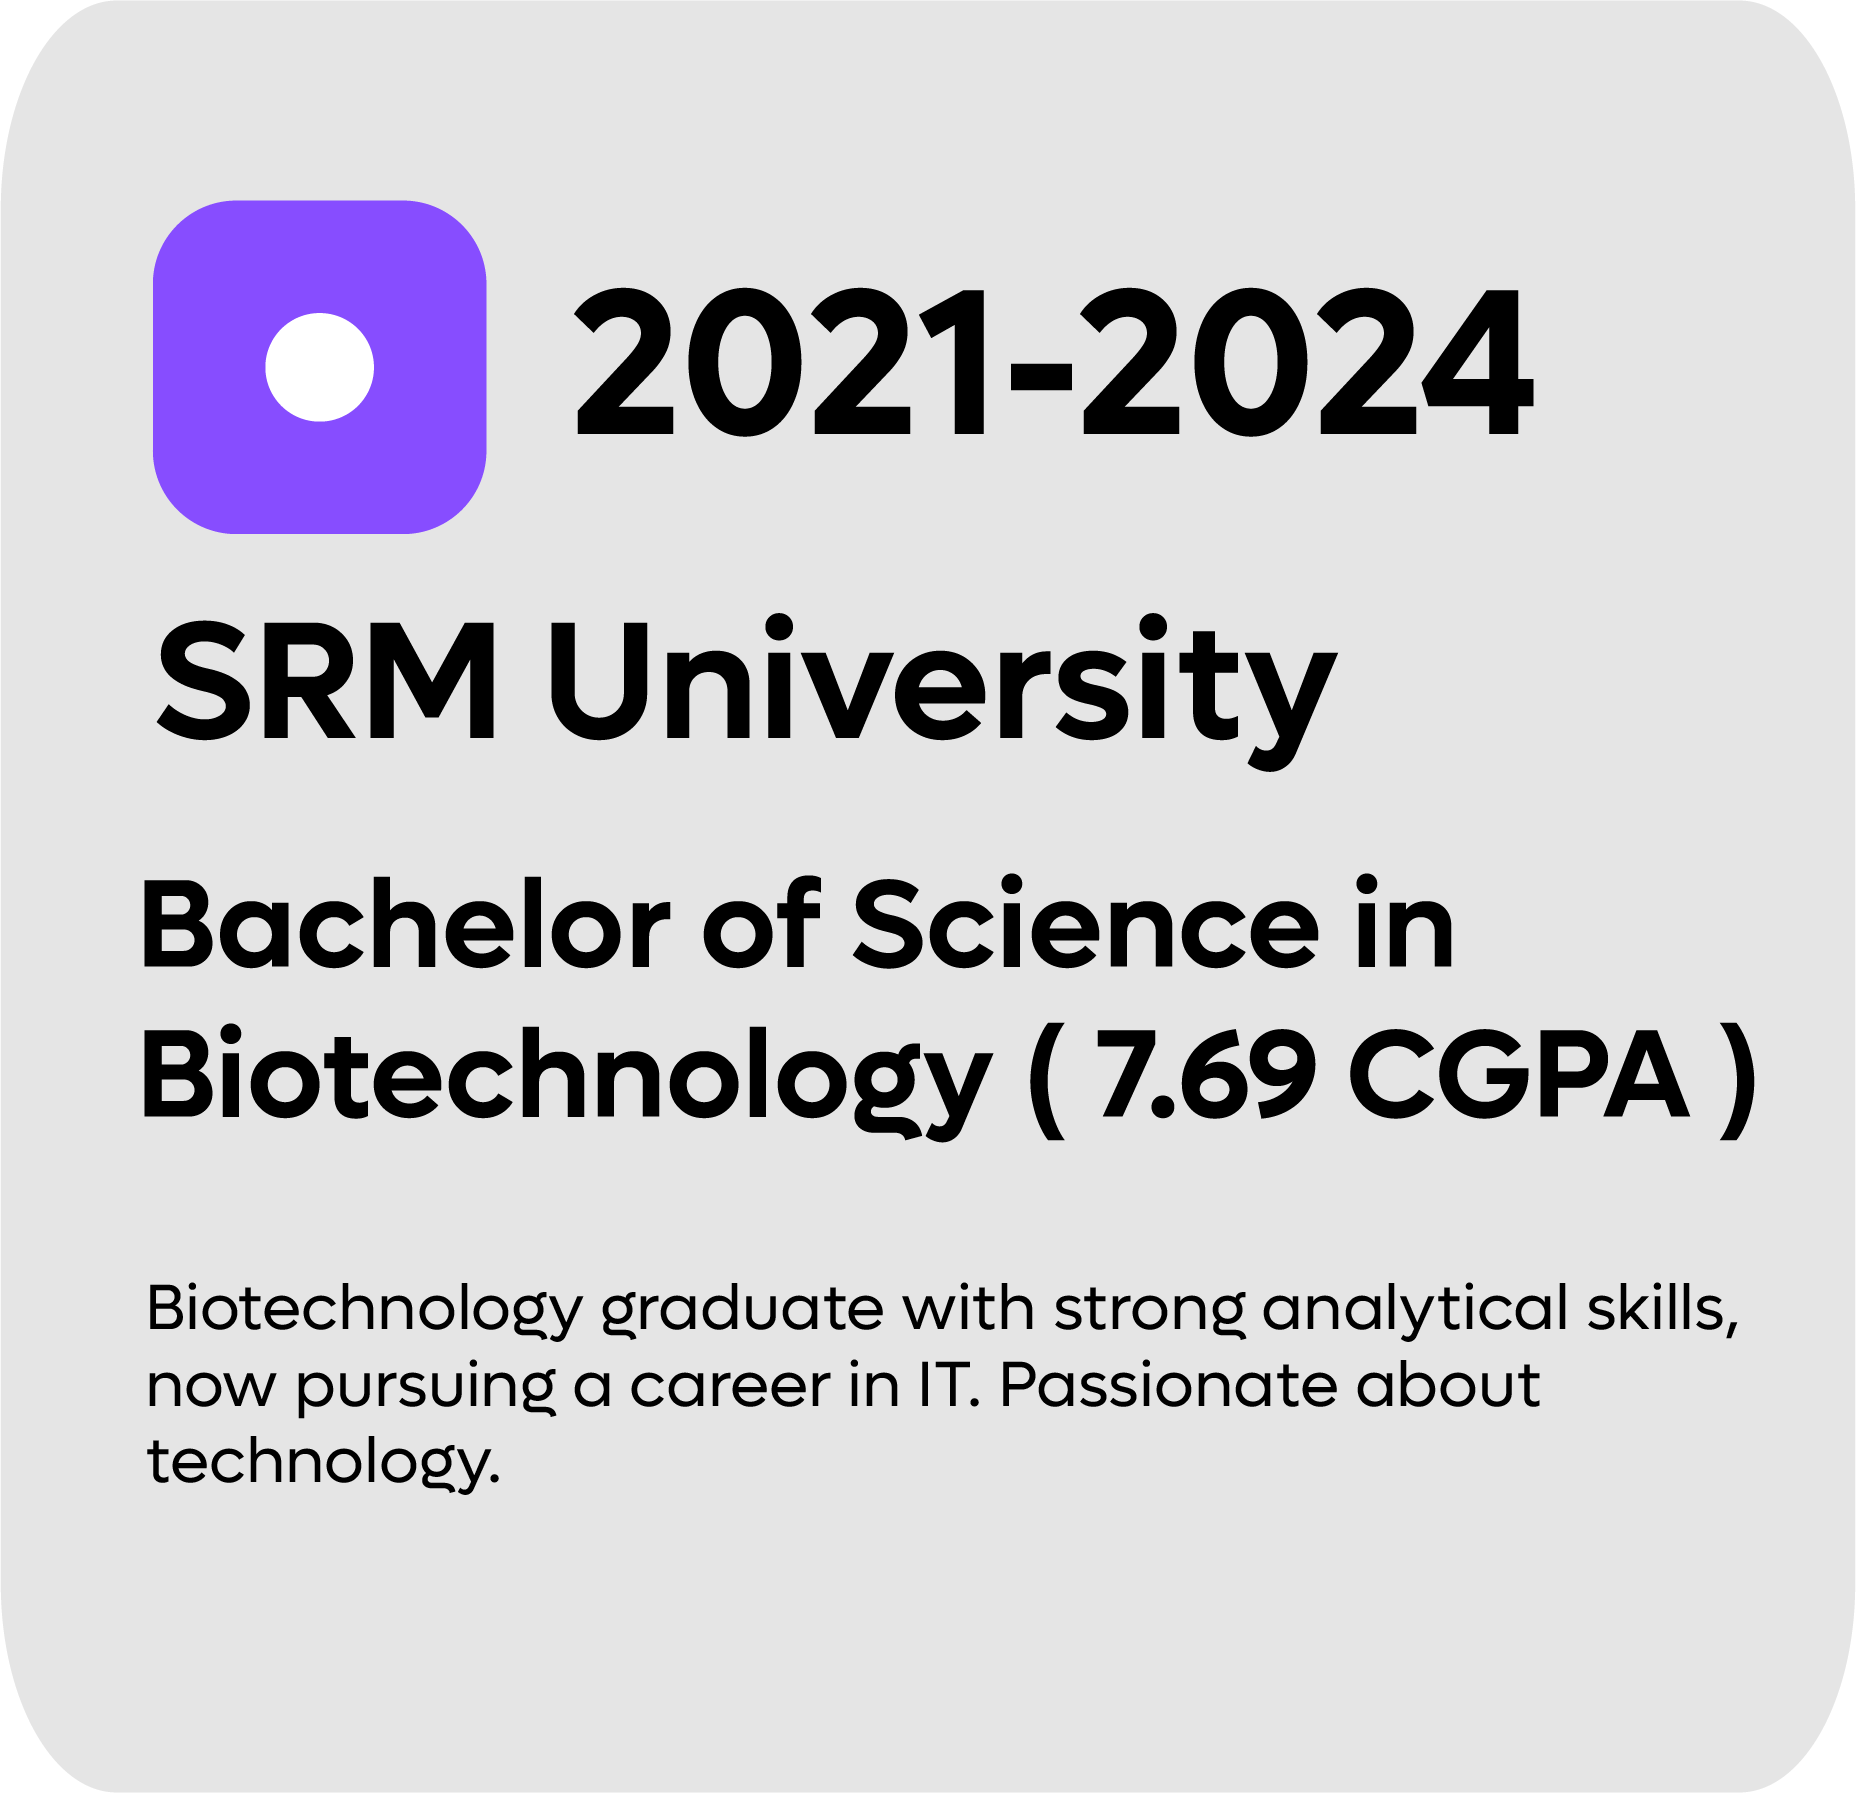 2021-2024
SRM University
Bachelor of Science in
Biotechnology ( 7.69 CGPA )
Biotechnology graduate with strong analytical skills,
now pursuing a career in IT. Passionate about
technology.